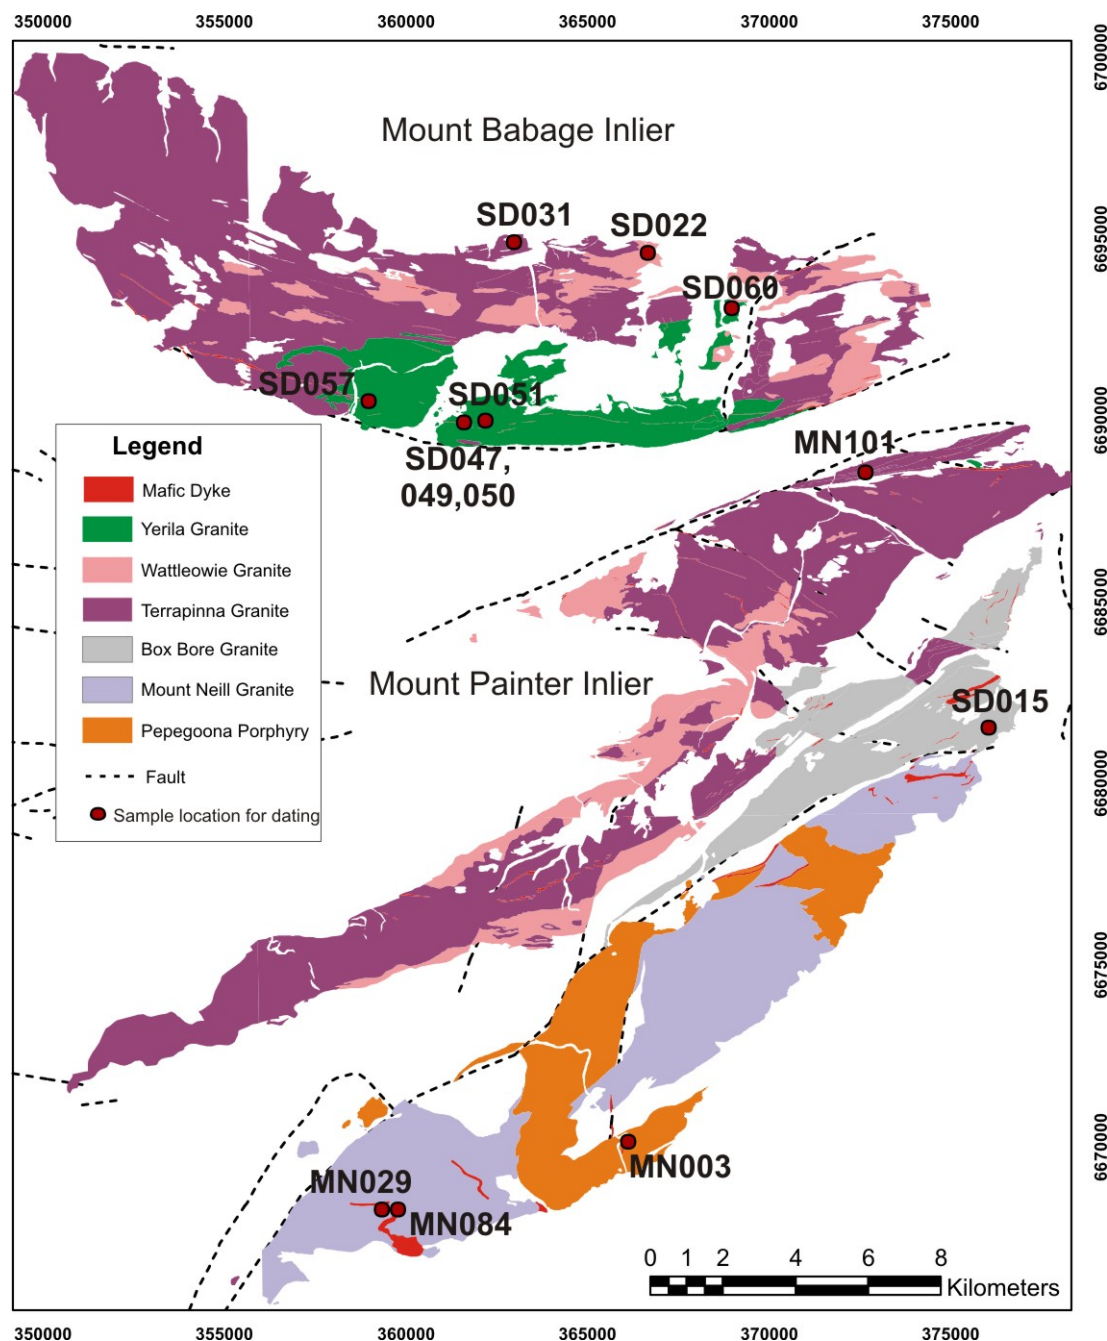 350000 355000 360000 365000 370000 375000
6700000
Mount Babage Inlier
SD031
SD022
6695000
SD060
SD057
SD051
6690000
SD047,
049,050
MN101
Legend
Mafic Dyke
Yerila Granite
Wattleowie Granite
Terrapinna Granite
Box Bore Granite
Mount Neill Granite
Pepegoona Porphyry
Fault
Sample location for dating
6685000
Mount Painter Inlier
SD015
6680000
6675000
6670000
MN003
MN029
MN084
0 1 2 4 6 8
Kilometers
350000 355000 360000 365000 370000 375000